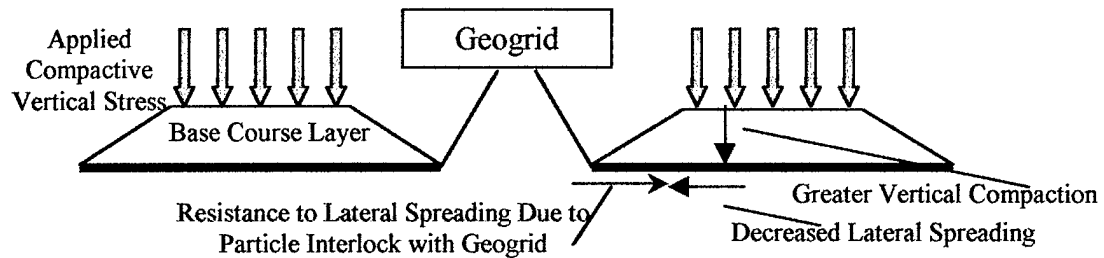 Applied
Compactive
Vertical Stress
Geogrid
Base Course Layer
Resistance to Lateral Spreading Due to
Particle Interlock with Geogrid
Greater Vertical Compaction
Decreased Lateral Spreading